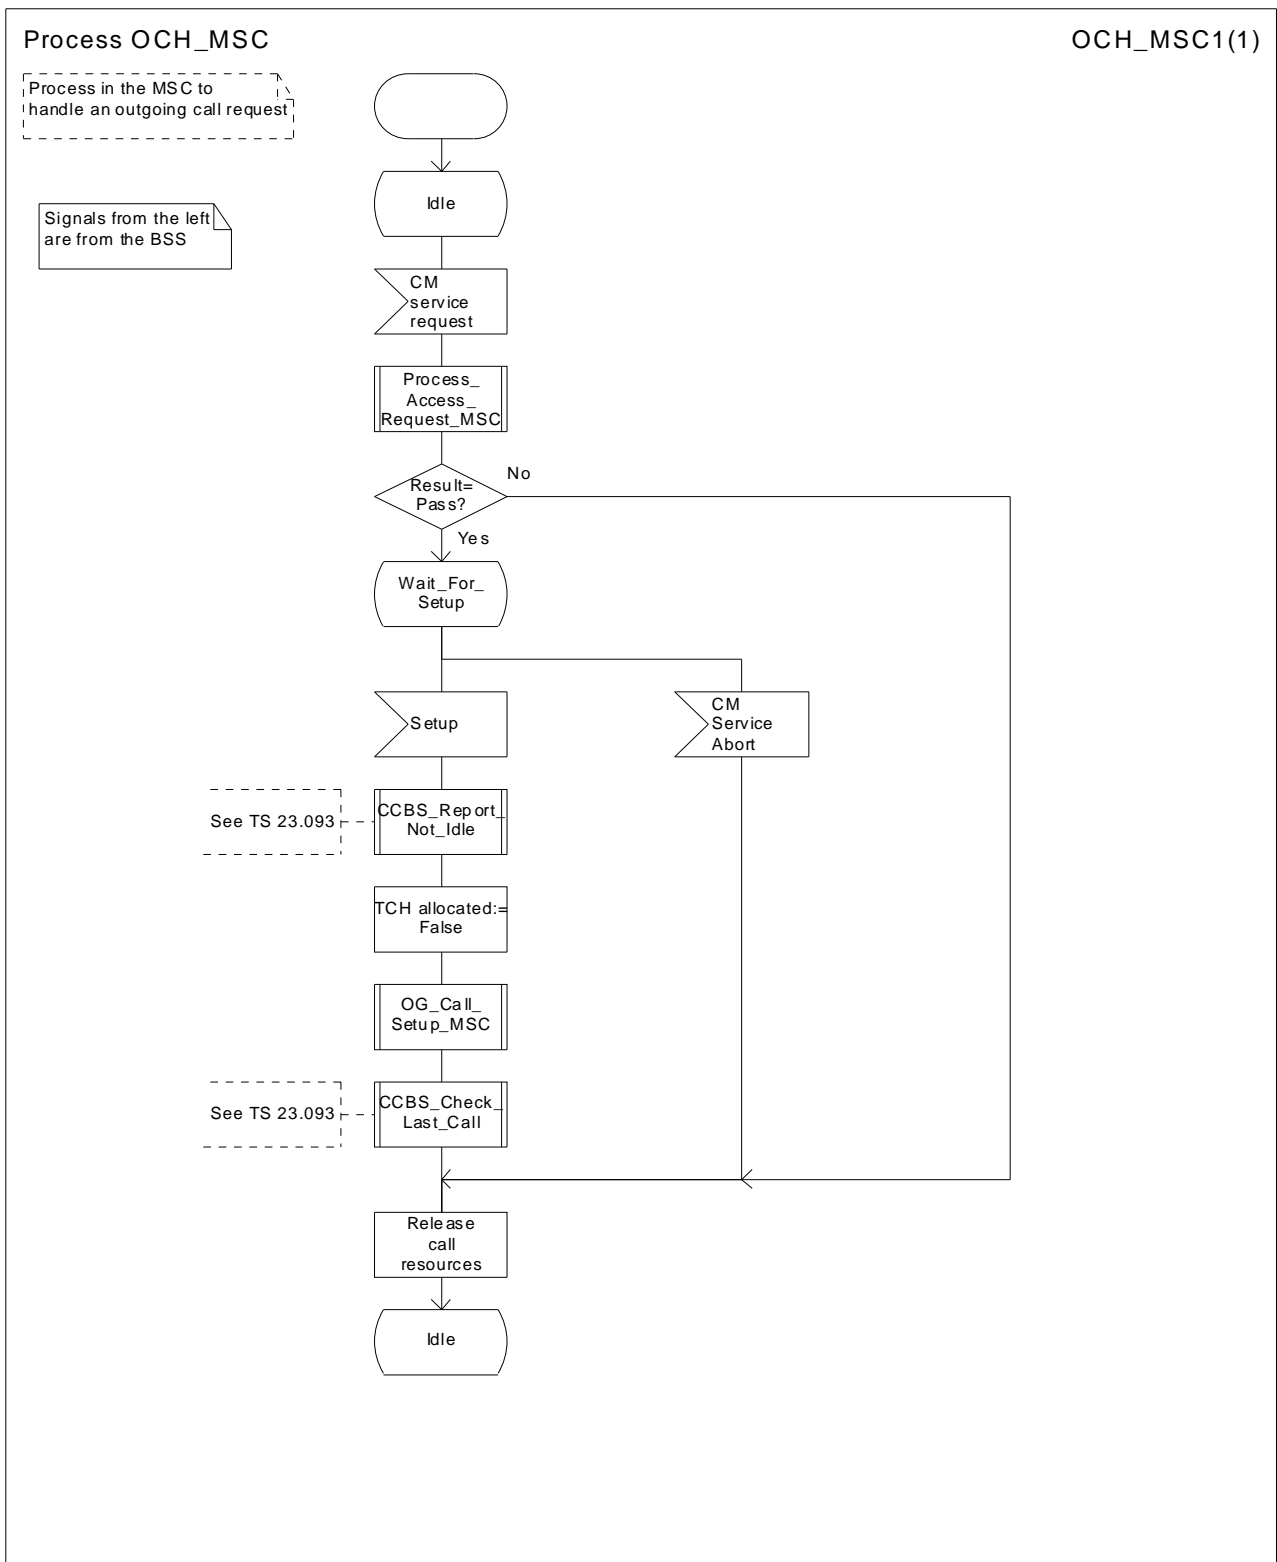 Process OCH_MSC
OCH_MSC1(1)
Process in the MSC to
handle an outgoing call request
Signals from the left
are from the BSS
Idle
CM
service
request
Process_
Access_
Request_MSC
Result=
Pass?
No
Yes
Wait_For_
Setup
Setup
CM
Service
Abort
See TS 23.093
CCBS_Report_
Not_Idle
TCH allocated:=
False
OG_Call_
Setup_MSC
See TS 23.093
CCBS_Check_
Last_Call
Release
call
resources
Idle